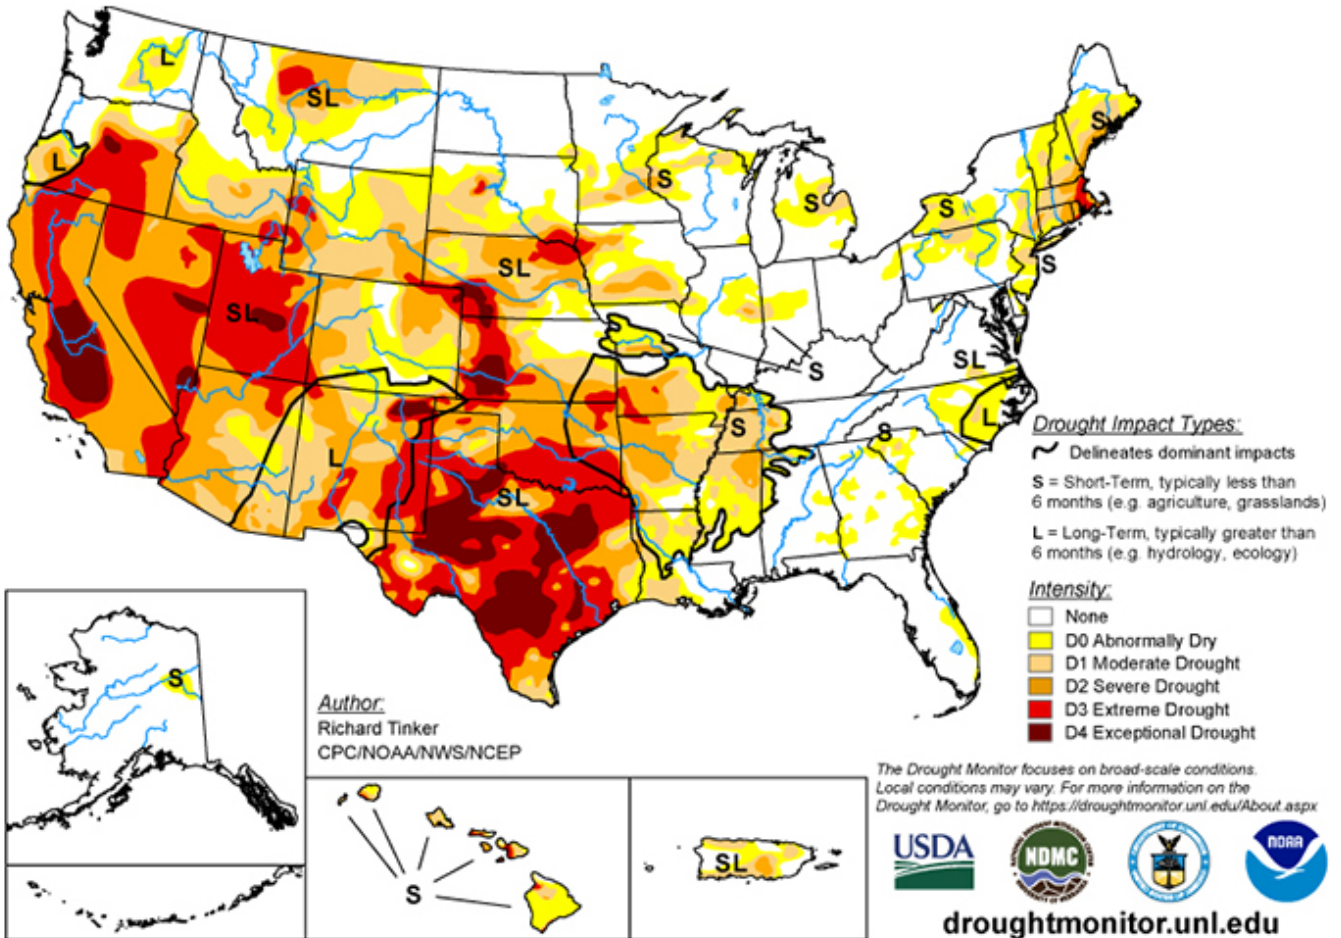 L
SL
L
S
S
S
S
S
SL
SL
SL
S
L
S
L
S
SL
Drought Impact Types:
Delineates dominant impacts
S = Short-Term, typically less than
6 months (e.g. agriculture, grasslands)
L = Long-Term, typically greater than
6 months (e.g. hydrology, ecology)
Intensity:
None
D0 Abnormally Dry
D1 Moderate Drought
D2 Severe Drought
D3 Extreme Drought
D4 Exceptional Drought
S
Author:
Richard Tinker
CPC/NOAA/NWS/NCEP
S
SL
The Drought Monitor focuses on broad-scale conditions.
Local conditions may vary. For more information on the
Drought Monitor, go to https://droughtmonitor.unl.edu/About.aspx
USDA
NDMC
NOAA
droughtmonitor.unl.edu